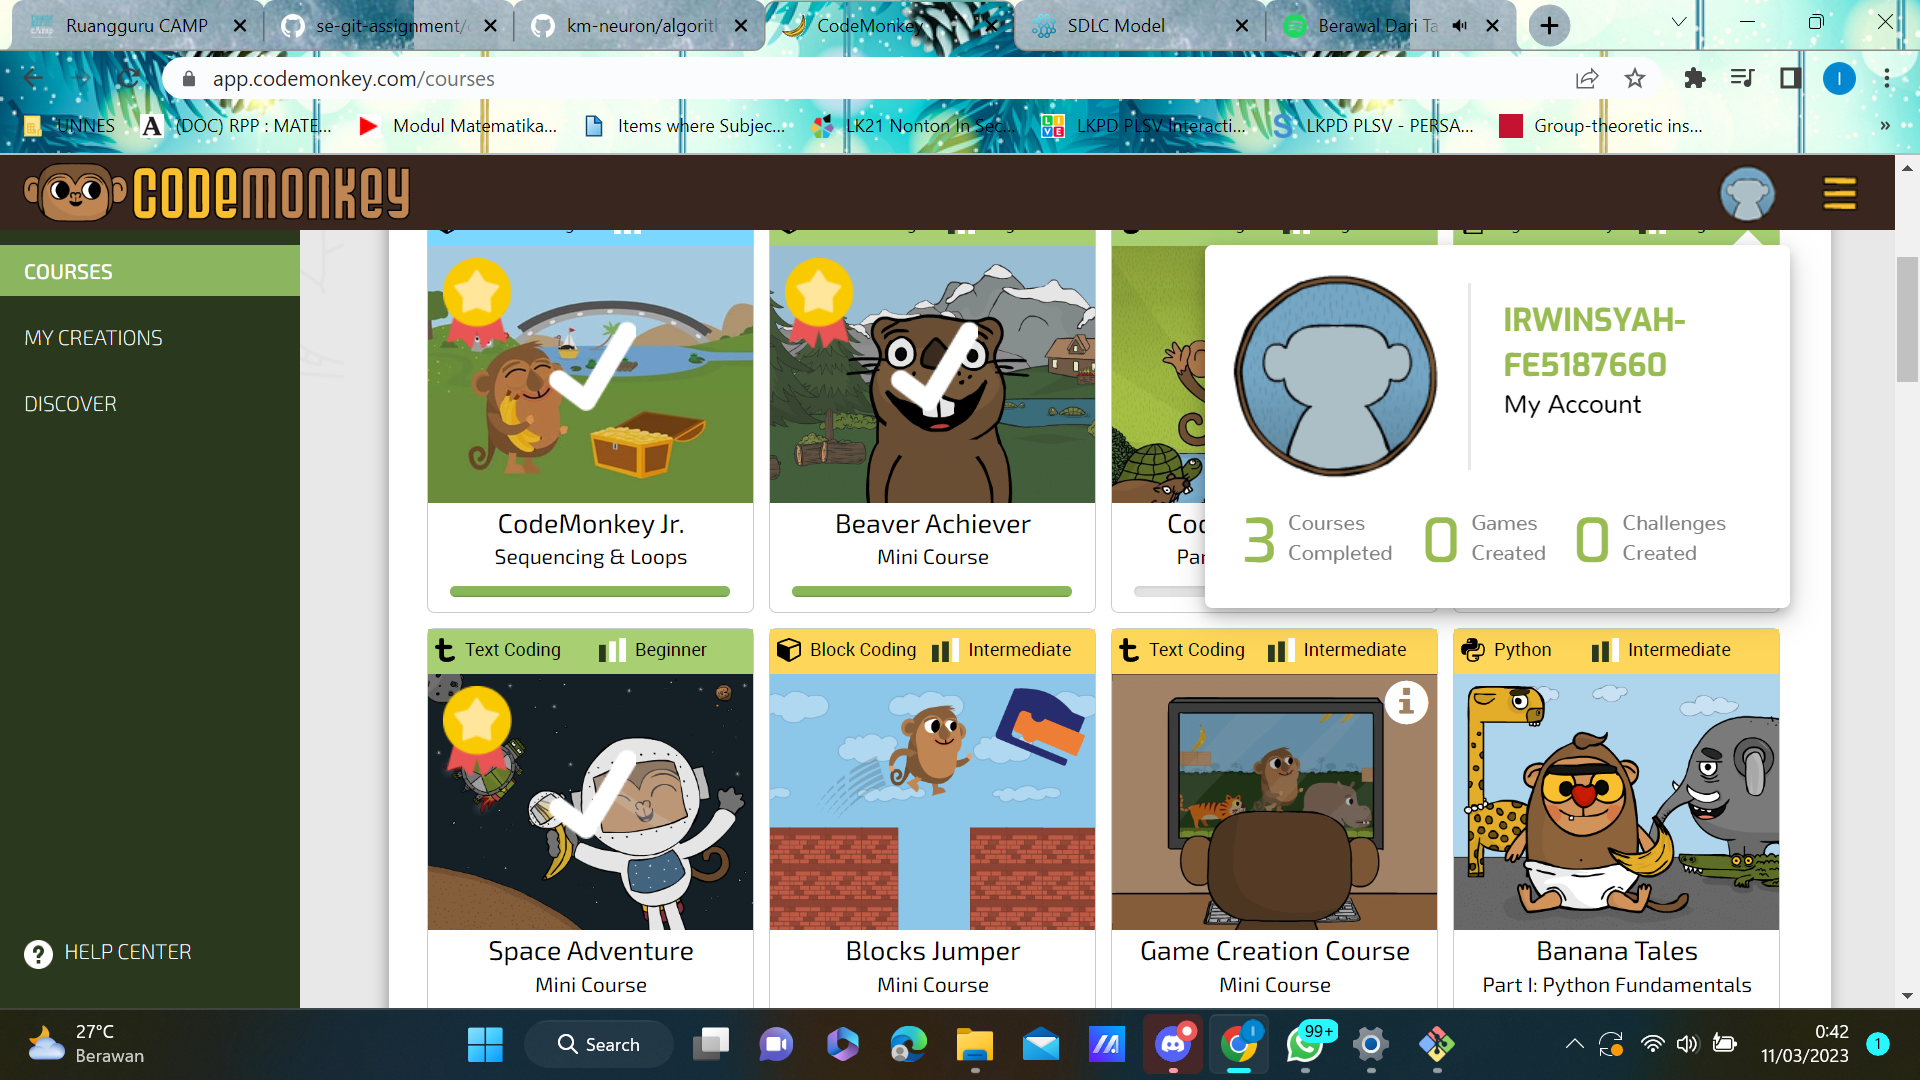 Ruangguru CAMP
se-git-assignment/
km-neuron/algorit
CodeMonkey
SDLC Model
Berawal Dari Ta
app.codemonkey.com/courses
I
UNNES
A (DOC) RPP : MATE...
Modul Matematika...
Items where Subjec...
LK21 Nonton In Sec...
LIVE LKPD PLSV Interacti...
S LKPD PLSV - PERSA...
Group-theoretic ins...
»
CODEMONKEY
COURSES
MY CREATIONS
DISCOVER
HELP CENTER
IRWINSYAH-
FE5187660
My Account
3 Courses Completed
0 Games Created
0 Challenges Created
CodeMonkey Jr.
Sequencing & Loops
Beaver Achiever
Mini Course
Coo
Par
t Text Coding Beginner
Block Coding Intermediate
t Text Coding Intermediate
Python Intermediate
Space Adventure
Mini Course
Blocks Jumper
Mini Course
Game Creation Course
Mini Course
Banana Tales
Part I: Python Fundamentals
27°C
Berawan
Search
99+
0:42
11/03/2023
1